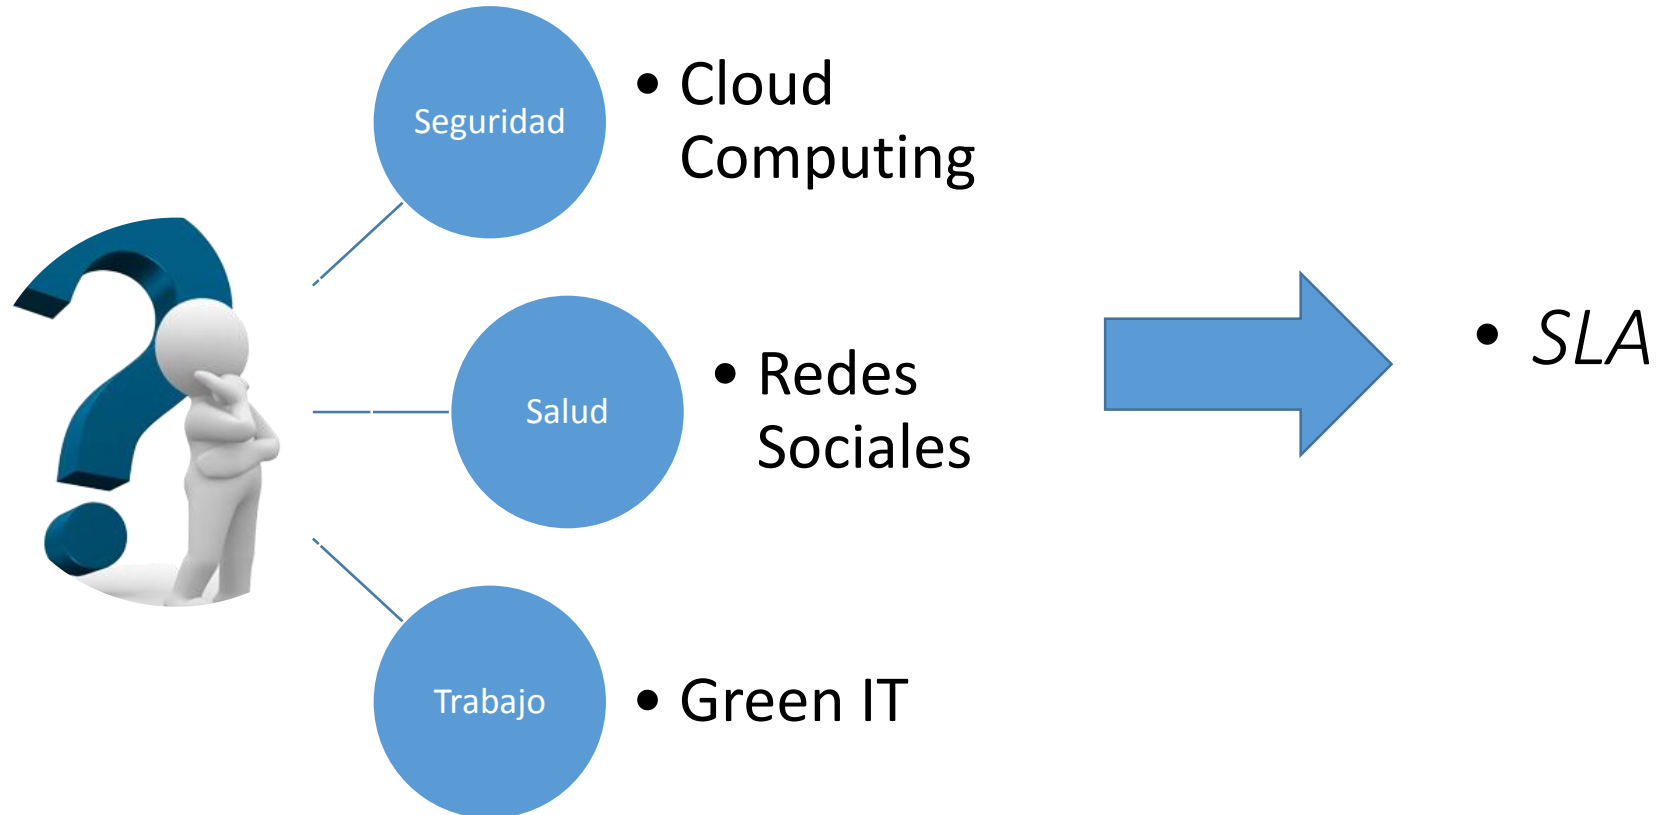 Seguridad
• Cloud
Computing
Salud
• Redes
Sociales
Trabajo
• Green IT
• SLA